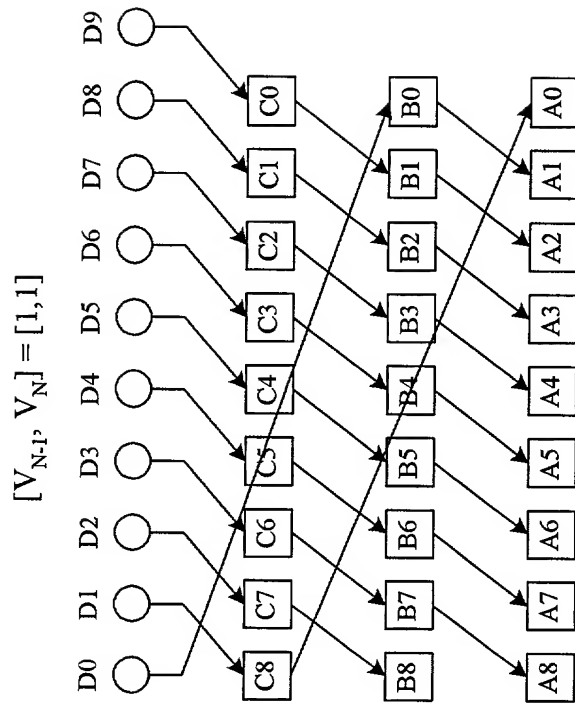 [V_{N-1}, V_N] = [1,1]
D0 D1 D2 D3 D4 D5 D6 D7 D8 D9
C8 C7 C6 C5 C4 C3 C2 C1 C0
B8 B7 B6 B5 B4 B3 B2 B1 B0
A8 A7 A6 A5 A4 A3 A2 A1 A0